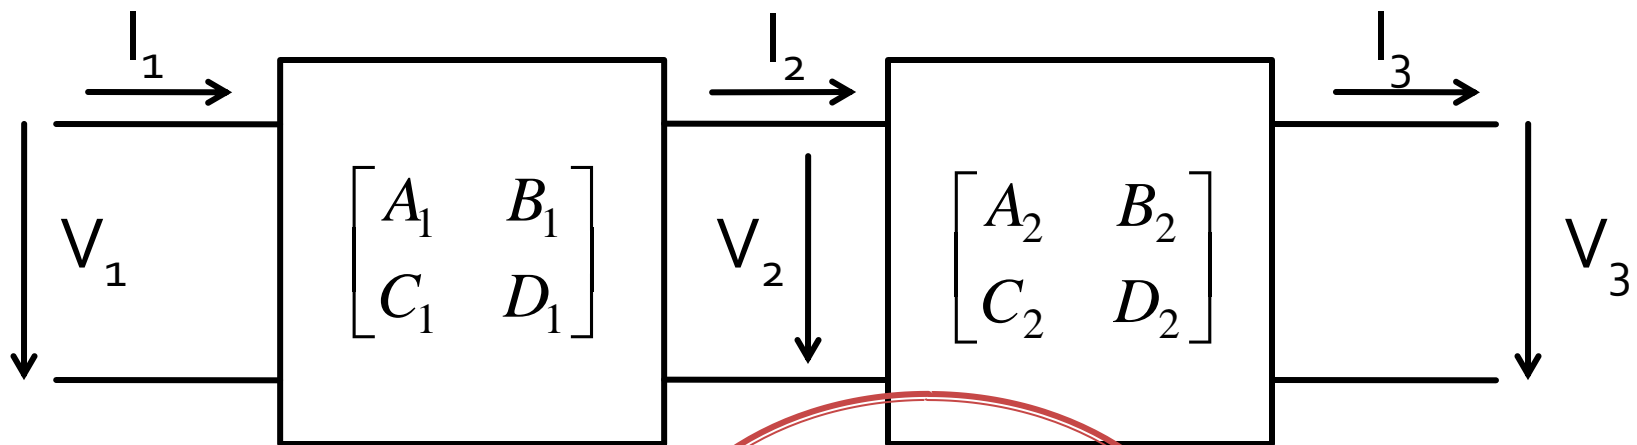 I₁ I₂ I₃
V₁ [A₁ B₁ C₁ D₁] V₂ [A₂ B₂ C₂ D₂] V₃